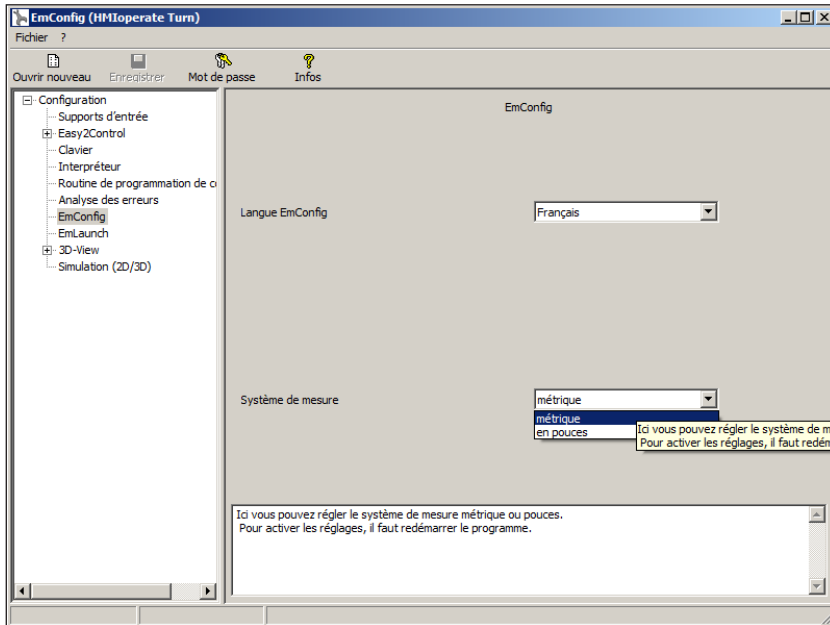 EmConfig (HMIoperate Turn)
Fichier ?
Ouvrir nouveau Enregistrer Mot de passe Infos
Configuration
Supports d'entrée
Easy2Control
Clavier
Interpréteur
Routine de programmation de
Analyse des erreurs
EmConfig
EmLaunch
3D-View
Simulation (2D/3D)
EmConfig
Langue EmConfig Français
Système de mesure métrique
métrique
en pouces
Ici vous pouvez régler le système de
Pour activer les réglages, il faut
Ici vous pouvez régler le système de mesure métrique ou pouces.
Pour activer les réglages, il faut redémarrer le programme.